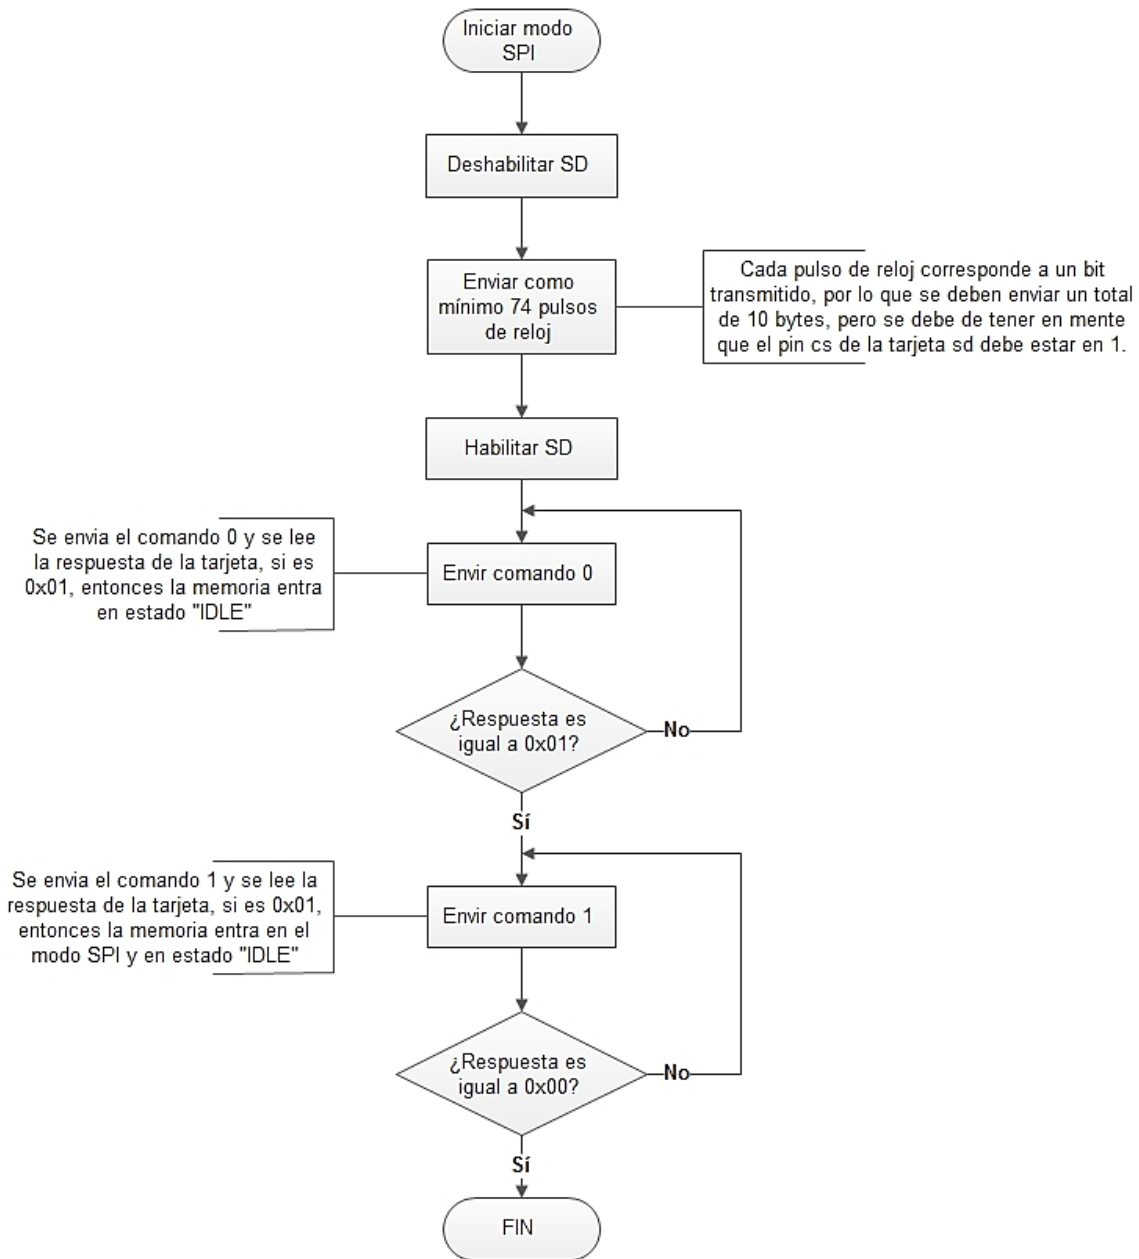 Iniciar modo
SPI
Deshabilitar SD
Enviar como
mínimo 74 pulsos
de reloj
Cada pulso de reloj corresponde a un bit
transmitido, por lo que se deben enviar un total
de 10 bytes, pero se debe de tener en mente
que el pin cs de la tarjeta sd debe estar en 1.
Habilitar SD
Se envia el comando 0 y se lee
la respuesta de la tarjeta, si es
0x01, entonces la memoria entra
en estado "IDLE"
Envir comando 0
¿Respuesta es
igual a 0x01?
No
Sí
Se envia el comando 1 y se lee la
respuesta de la tarjeta, si es 0x01,
entonces la memoria entra en el
modo SPI y en estado "IDLE"
Envir comando 1
¿Respuesta es
igual a 0x00?
No
Sí
FIN